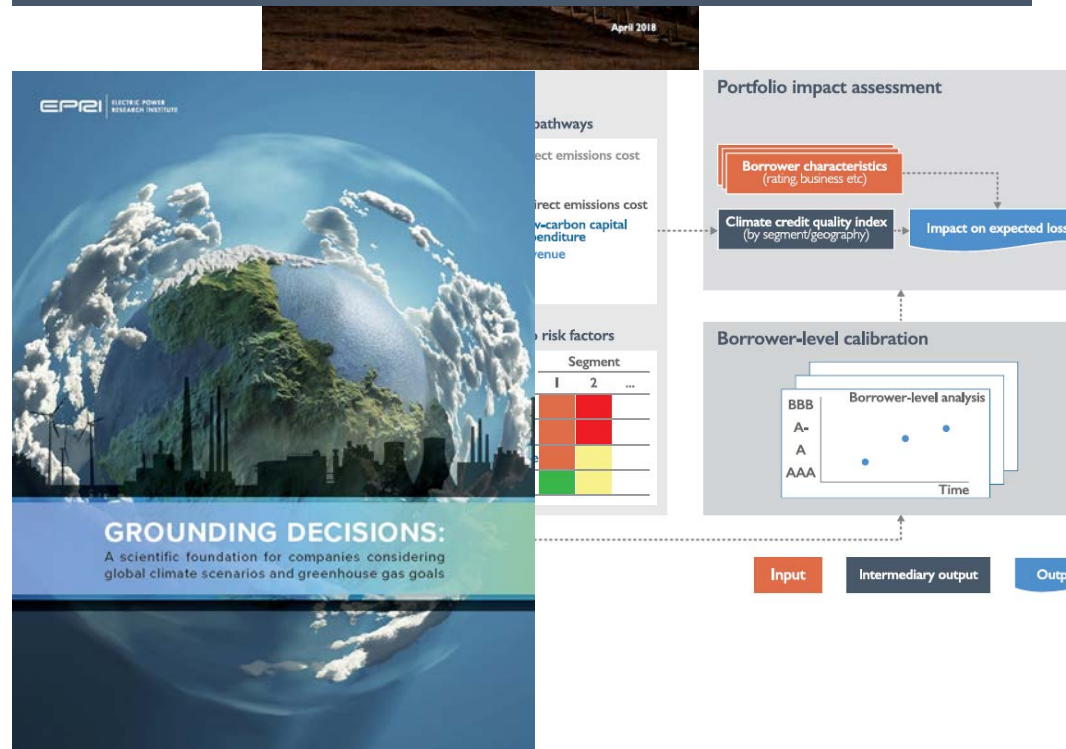 April 2018
EPRI | ELECTRIC POWER
RESEARCH INSTITUTE
GROUNDING DECISIONS:
A scientific foundation for companies considering
global climate scenarios and greenhouse gas goals
pathways
ect emissions cost
irect emissions cost
w-carbon capital
penditure
venue
risk factors
Segment
1 2 ...
Portfolio impact assessment
Borrower characteristics
(rating, business etc)
Climate credit quality index
(by segment/geography)
Impact on expected loss
Borrower-level calibration
Borrower-level analysis
BBB
A-
A
AAA
Time
Input
Intermediary output
Outp